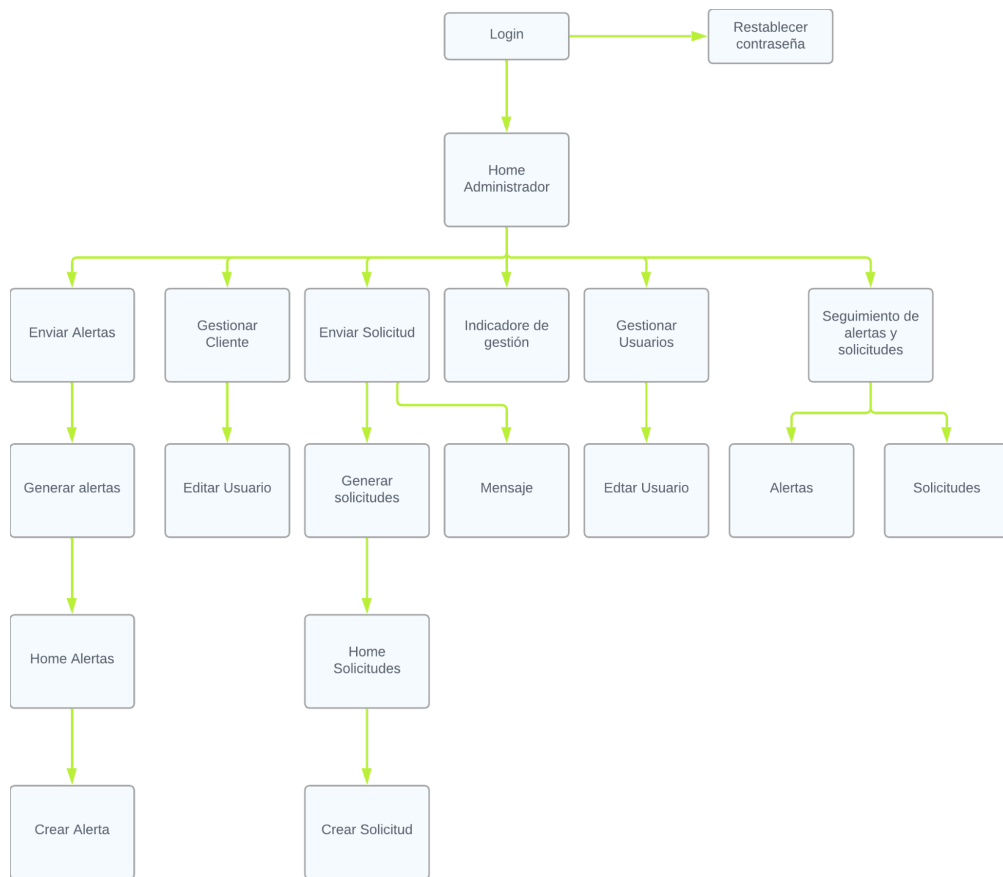 Login
Restablecer
contraseña
Home
Administrador
Enviar Alertas
Gestionar
Cliente
Enviar Solicitud
Indicadore de
gestión
Gestionar
Usuarios
Seguimiento de
alertas y
solicitudes
Generar alertas
Editar Usuario
Generar
solicitudes
Mensaje
Edtar Usuario
Alertas
Solicitudes
Home Alertas
Home
Solicitudes
Crear Alerta
Crear Solicitud